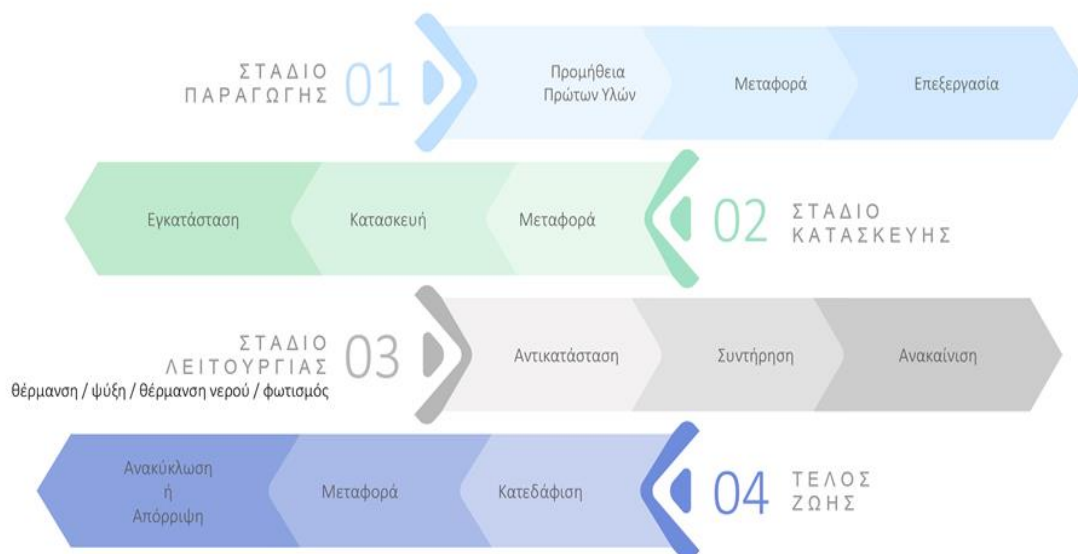 ΣΤΑΔΙΟ
ΠΑΡΑΓΩΓΗΣ
01
Προμήθεια
Πρώτων Υλών
Μεταφορά
Επεξεργασία
Εγκατάσταση
Κατασκευή
Μεταφορά
02
ΣΤΑΔΙΟ
ΚΑΤΑΣΚΕΥΗΣ
ΣΤΑΔΙΟ
ΛΕΙΤΟΥΡΓΙΑΣ
03
θέρμανση / ψύξη / θέρμανση νερού / φωτισμός
Αντικατάσταση
Συντήρηση
Ανακαίνιση
Ανακύκλωση
ή
Απόρριψη
Μεταφορά
Κατεδάφιση
04
ΤΕΛΟΣ
ΖΩΗΣ